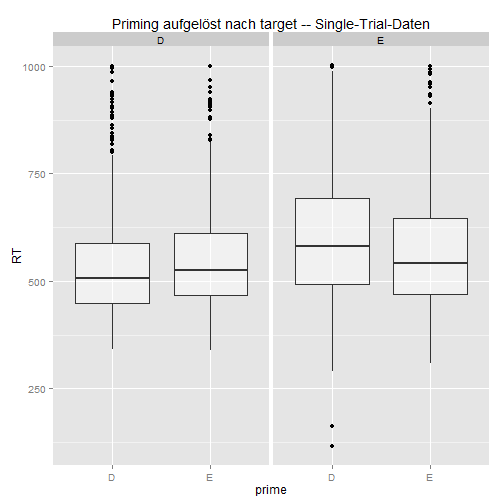 Priming aufgelöst nach target -- Single-Trial-Daten
D E
1000
750
500
250
RT
D E D E
prime